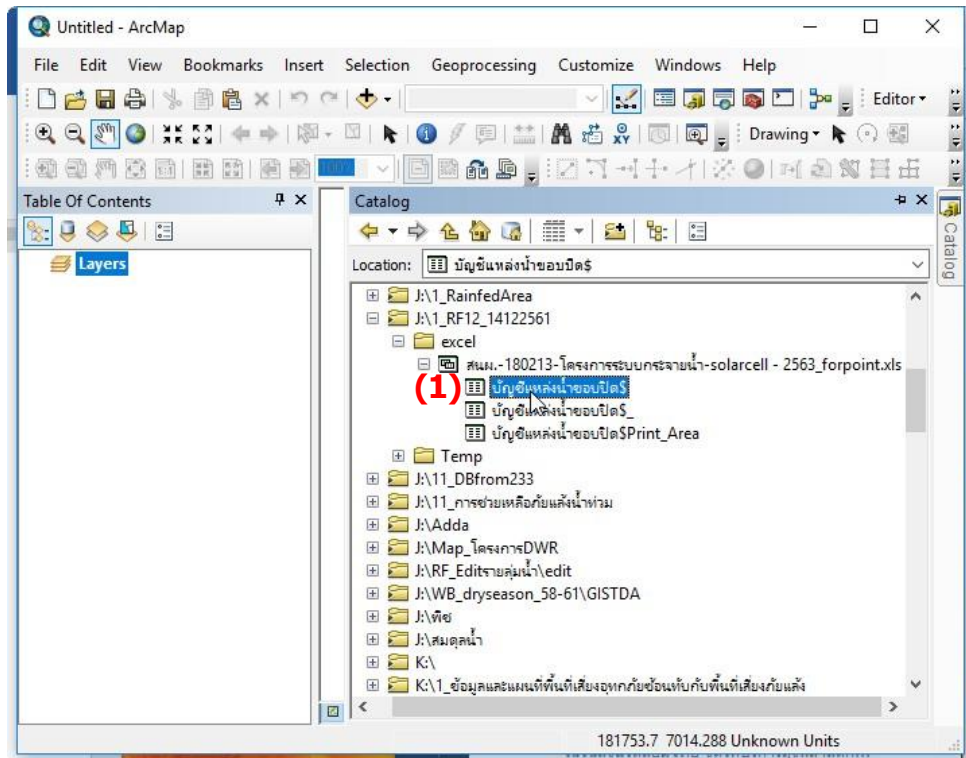 Untitled - ArcMap
File Edit View Bookmarks Insert Selection Geoprocessing Customize Windows Help
Editor
Drawing
100%
Table Of Contents
Layers
Catalog
Location: บัญชีแหล่งน้ำขอบปิด$
J:\1_RainfedArea
J:\1_RF12_14122561
excel
สนผ.-180213-โครงการระบบกระจายน้ำ-solarcell - 2563_forpoint.xls
(1) บัญชีแหล่งน้ำขอบปิด$
บัญชีแหล่งน้ำขอบปิด$_
บัญชีแหล่งน้ำขอบปิด$Print_Area
Temp
J:\11_DBfrom233
J:\11_การช่วยเหลือภัยแล้งน้ำท่วม
J:\Adda
J:\Map_โครงการDWR
J:\RF_Editรายลุ่มน้ำ\edit
J:\WB_dryseason_58-61\GISTDA
J:\พืช
J:\สมดุลน้ำ
K:\
K:\1_ข้อมูลและแผนที่พื้นที่เสี่ยงอุทกภัยซ้อนทับกับพื้นที่เสี่ยงภัยแล้ง
Catalog
181753.7 7014.288 Unknown Units